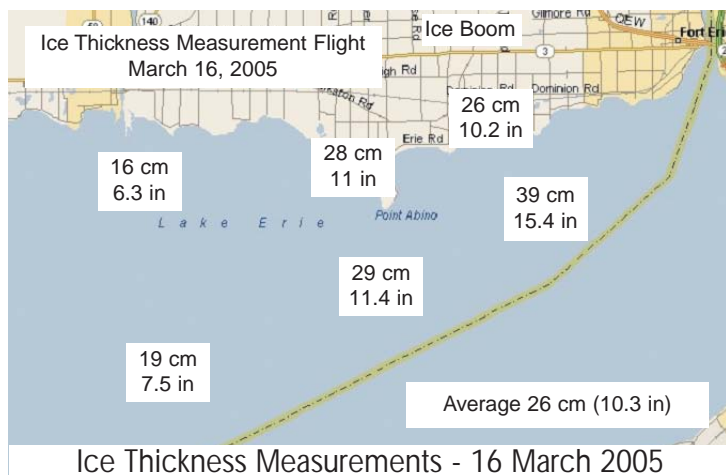 140
Gilmore Rd
QEW
Ice Thickness Measurement Flight
March 16, 2005
Ice Boom
3
Fort Erie
Dominion Rd
26 cm
10.2 in
Erie Rd
28 cm
11 in
16 cm
6.3 in
39 cm
15.4 in
Point Abino
Lake Erie
29 cm
11.4 in
19 cm
7.5 in
Average 26 cm (10.3 in)
Ice Thickness Measurements - 16 March 2005